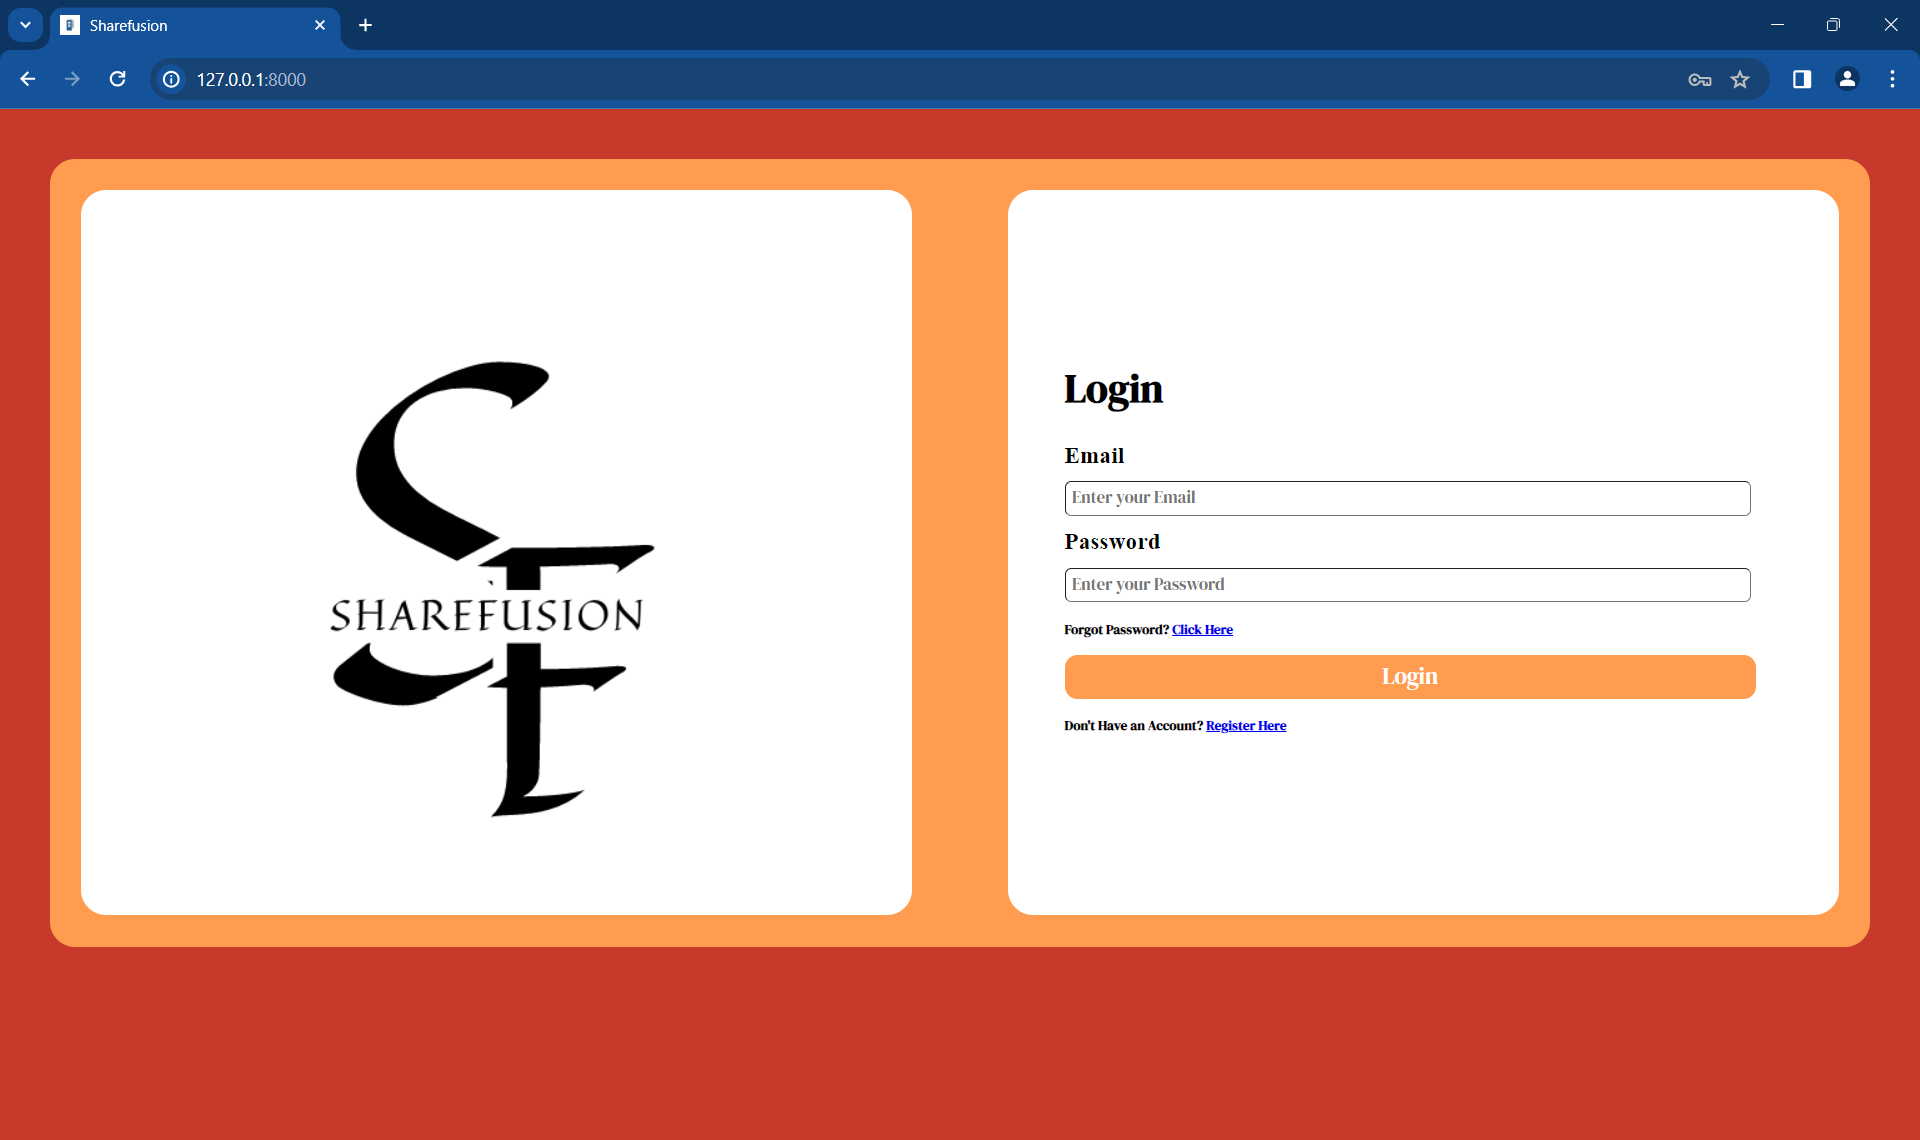 Sharefusion
127.0.0.1:8000
SHAREFUSION
Login
Email
Enter your Email
Password
Enter your Password
Forgot Password? Click Here
Login
Don't Have an Account? Register Here